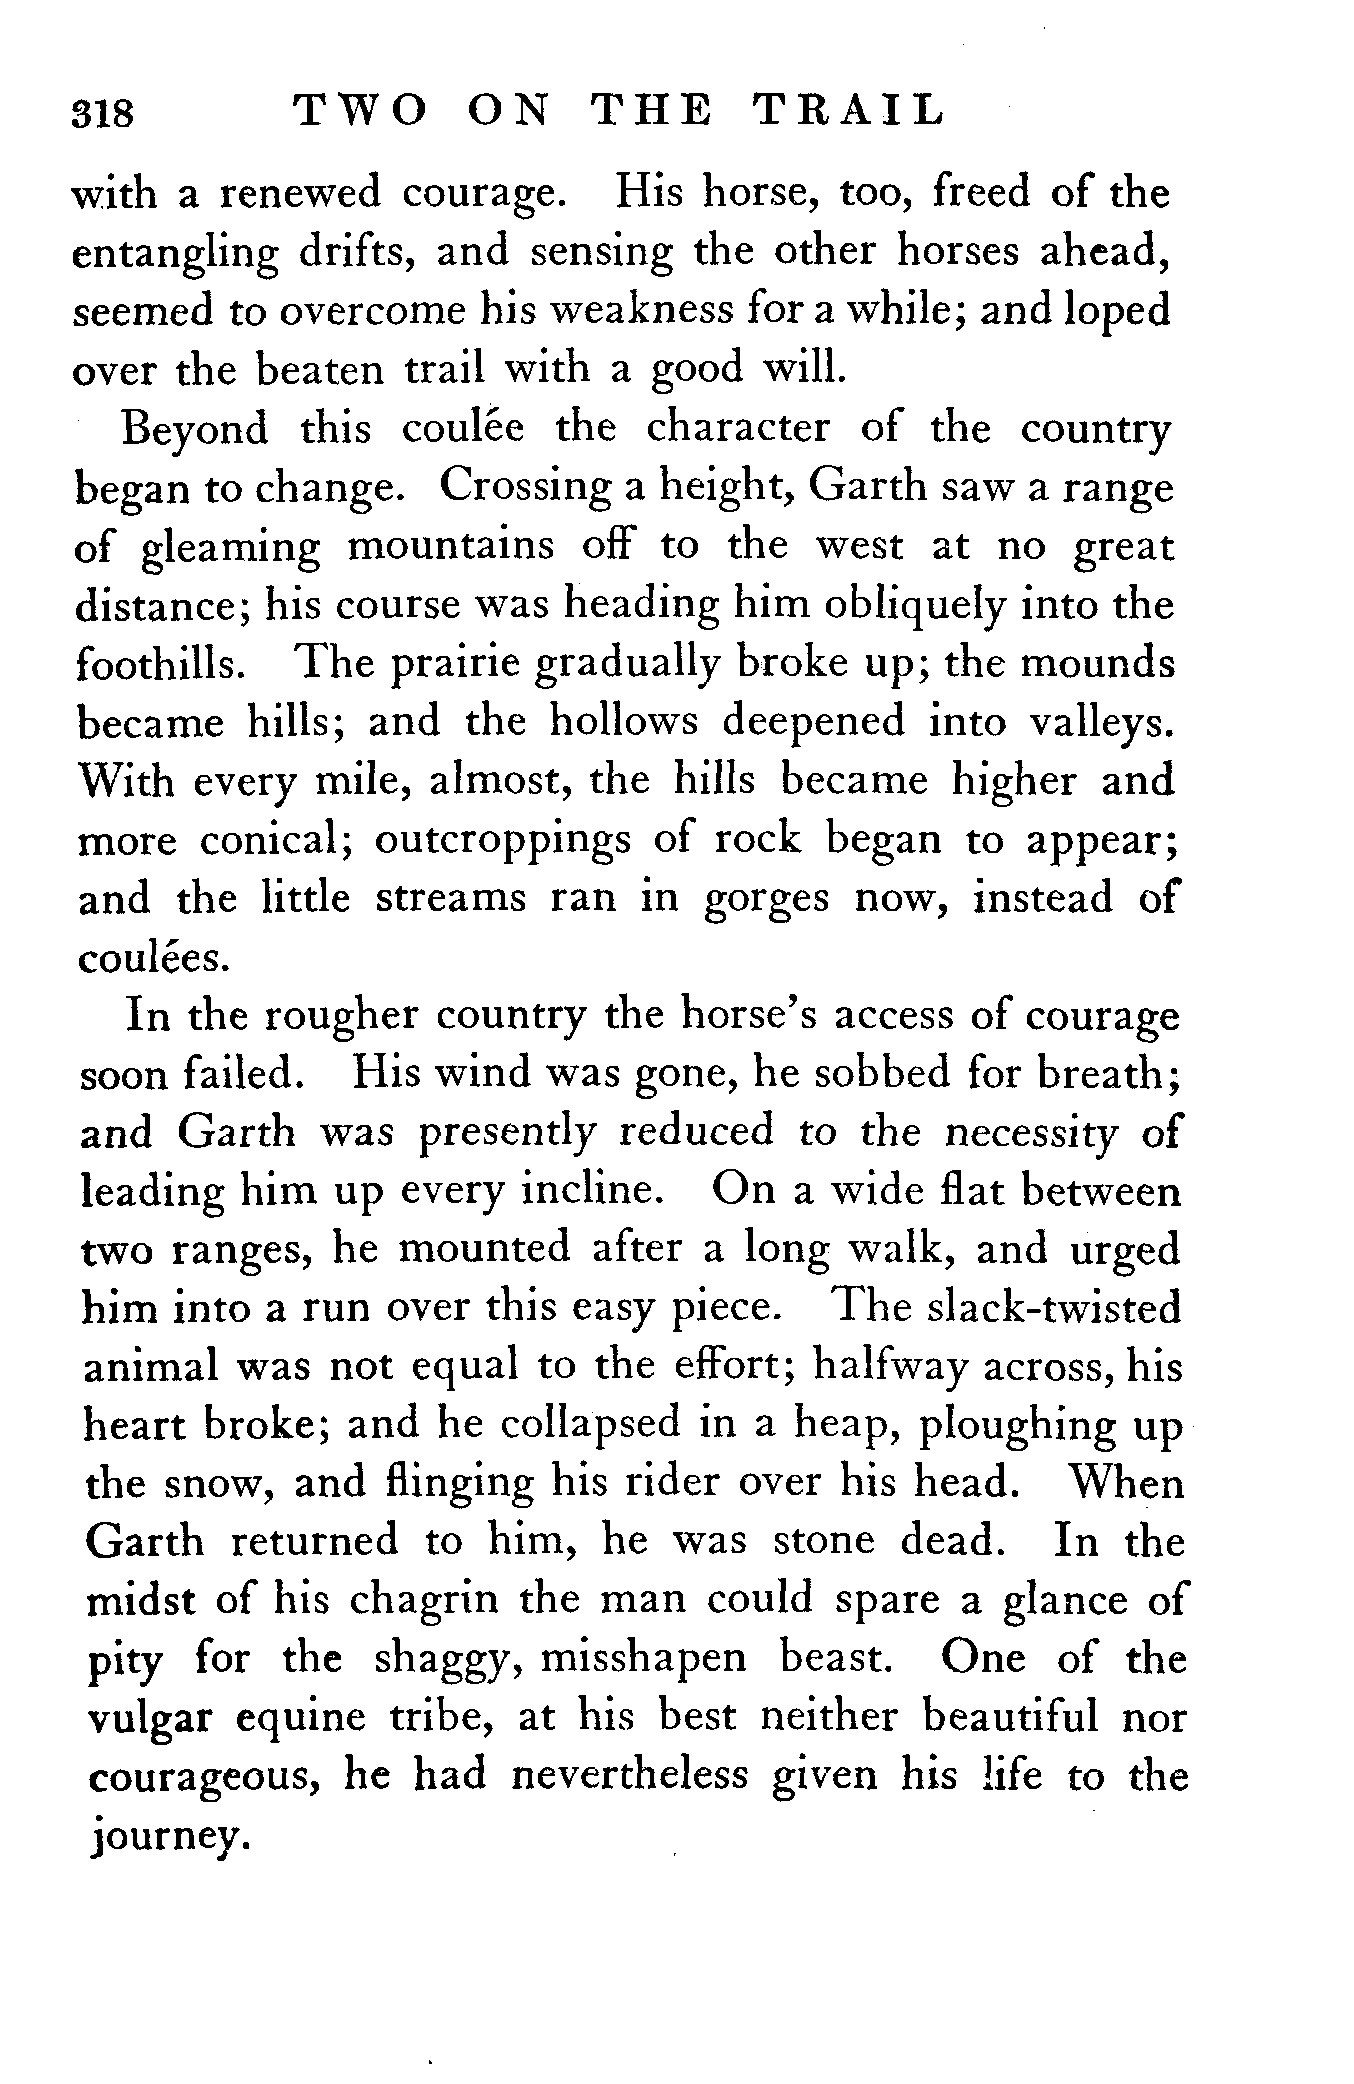 318 TWO ON THE TRAIL
with a renewed courage. His horse, too, freed of the
entangling drifts, and sensing the other horses ahead,
seemed to overcome his weakness for a while; and loped
over the beaten trail with a good will.
Beyond this coulée the character of the country
began to change. Crossing a height, Garth saw a range
of gleaming mountains off to the west at no great
distance; his course was heading him obliquely into the
foothills. The prairie gradually broke up; the mounds
became hills; and the hollows deepened into valleys.
With every mile, almost, the hills became higher and
more conical; outcroppings of rock began to appear;
and the little streams ran in gorges now, instead of
coulées.
In the rougher country the horse's access of courage
soon failed. His wind was gone, he sobbed for breath;
and Garth was presently reduced to the necessity of
leading him up every incline. On a wide flat between
two ranges, he mounted after a long walk, and urged
him into a run over this easy piece. The slack-twisted
animal was not equal to the effort; halfway across, his
heart broke; and he collapsed in a heap, ploughing up
the snow, and flinging his rider over his head. When
Garth returned to him, he was stone dead. In the
midst of his chagrin the man could spare a glance of
pity for the shaggy, misshapen beast. One of the
vulgar equine tribe, at his best neither beautiful nor
courageous, he had nevertheless given his life to the
journey.